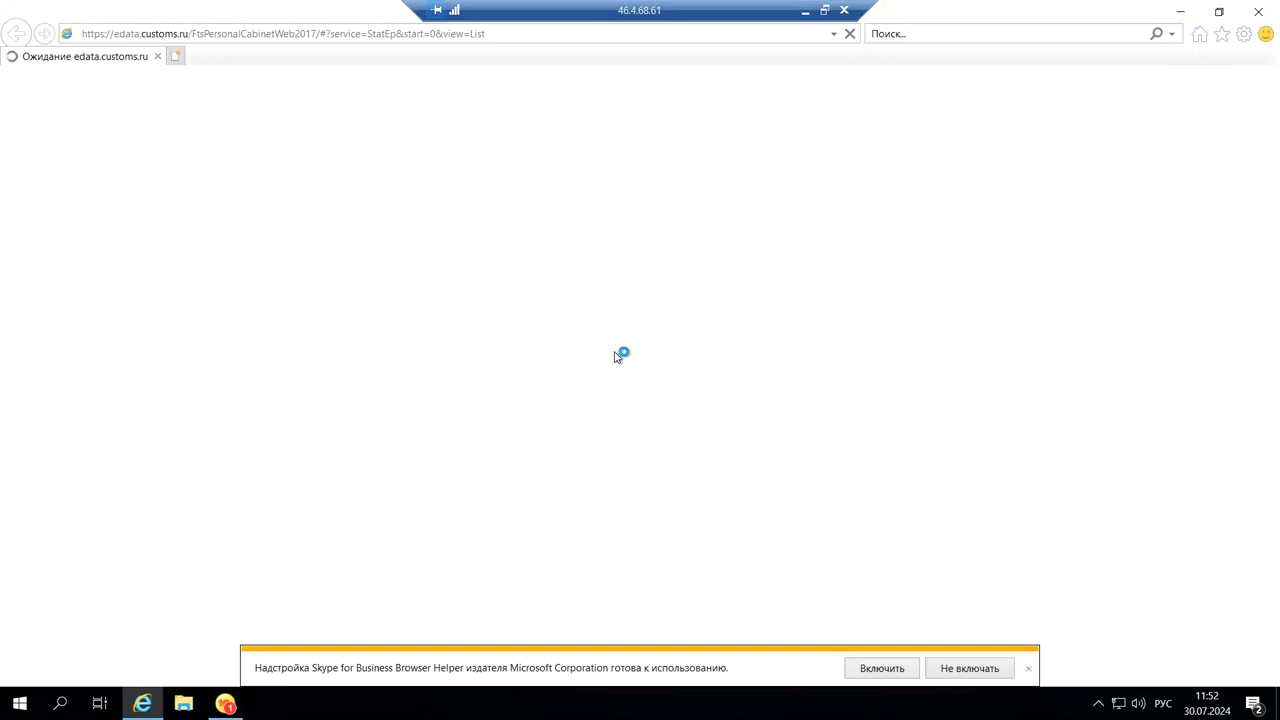 46.4.68.61
https://edata.customs.ru/FtsPersonalCabinetWeb2017/#?service=StatEp&start=0&view=List
Поиск...
Ожидание edata.customs.ru
Надстройка Skype for Business Browser Helper издателя Microsoft Corporation готова к использованию.
Включить
Не включать
1
РУС
11:52
30.07.2024
2